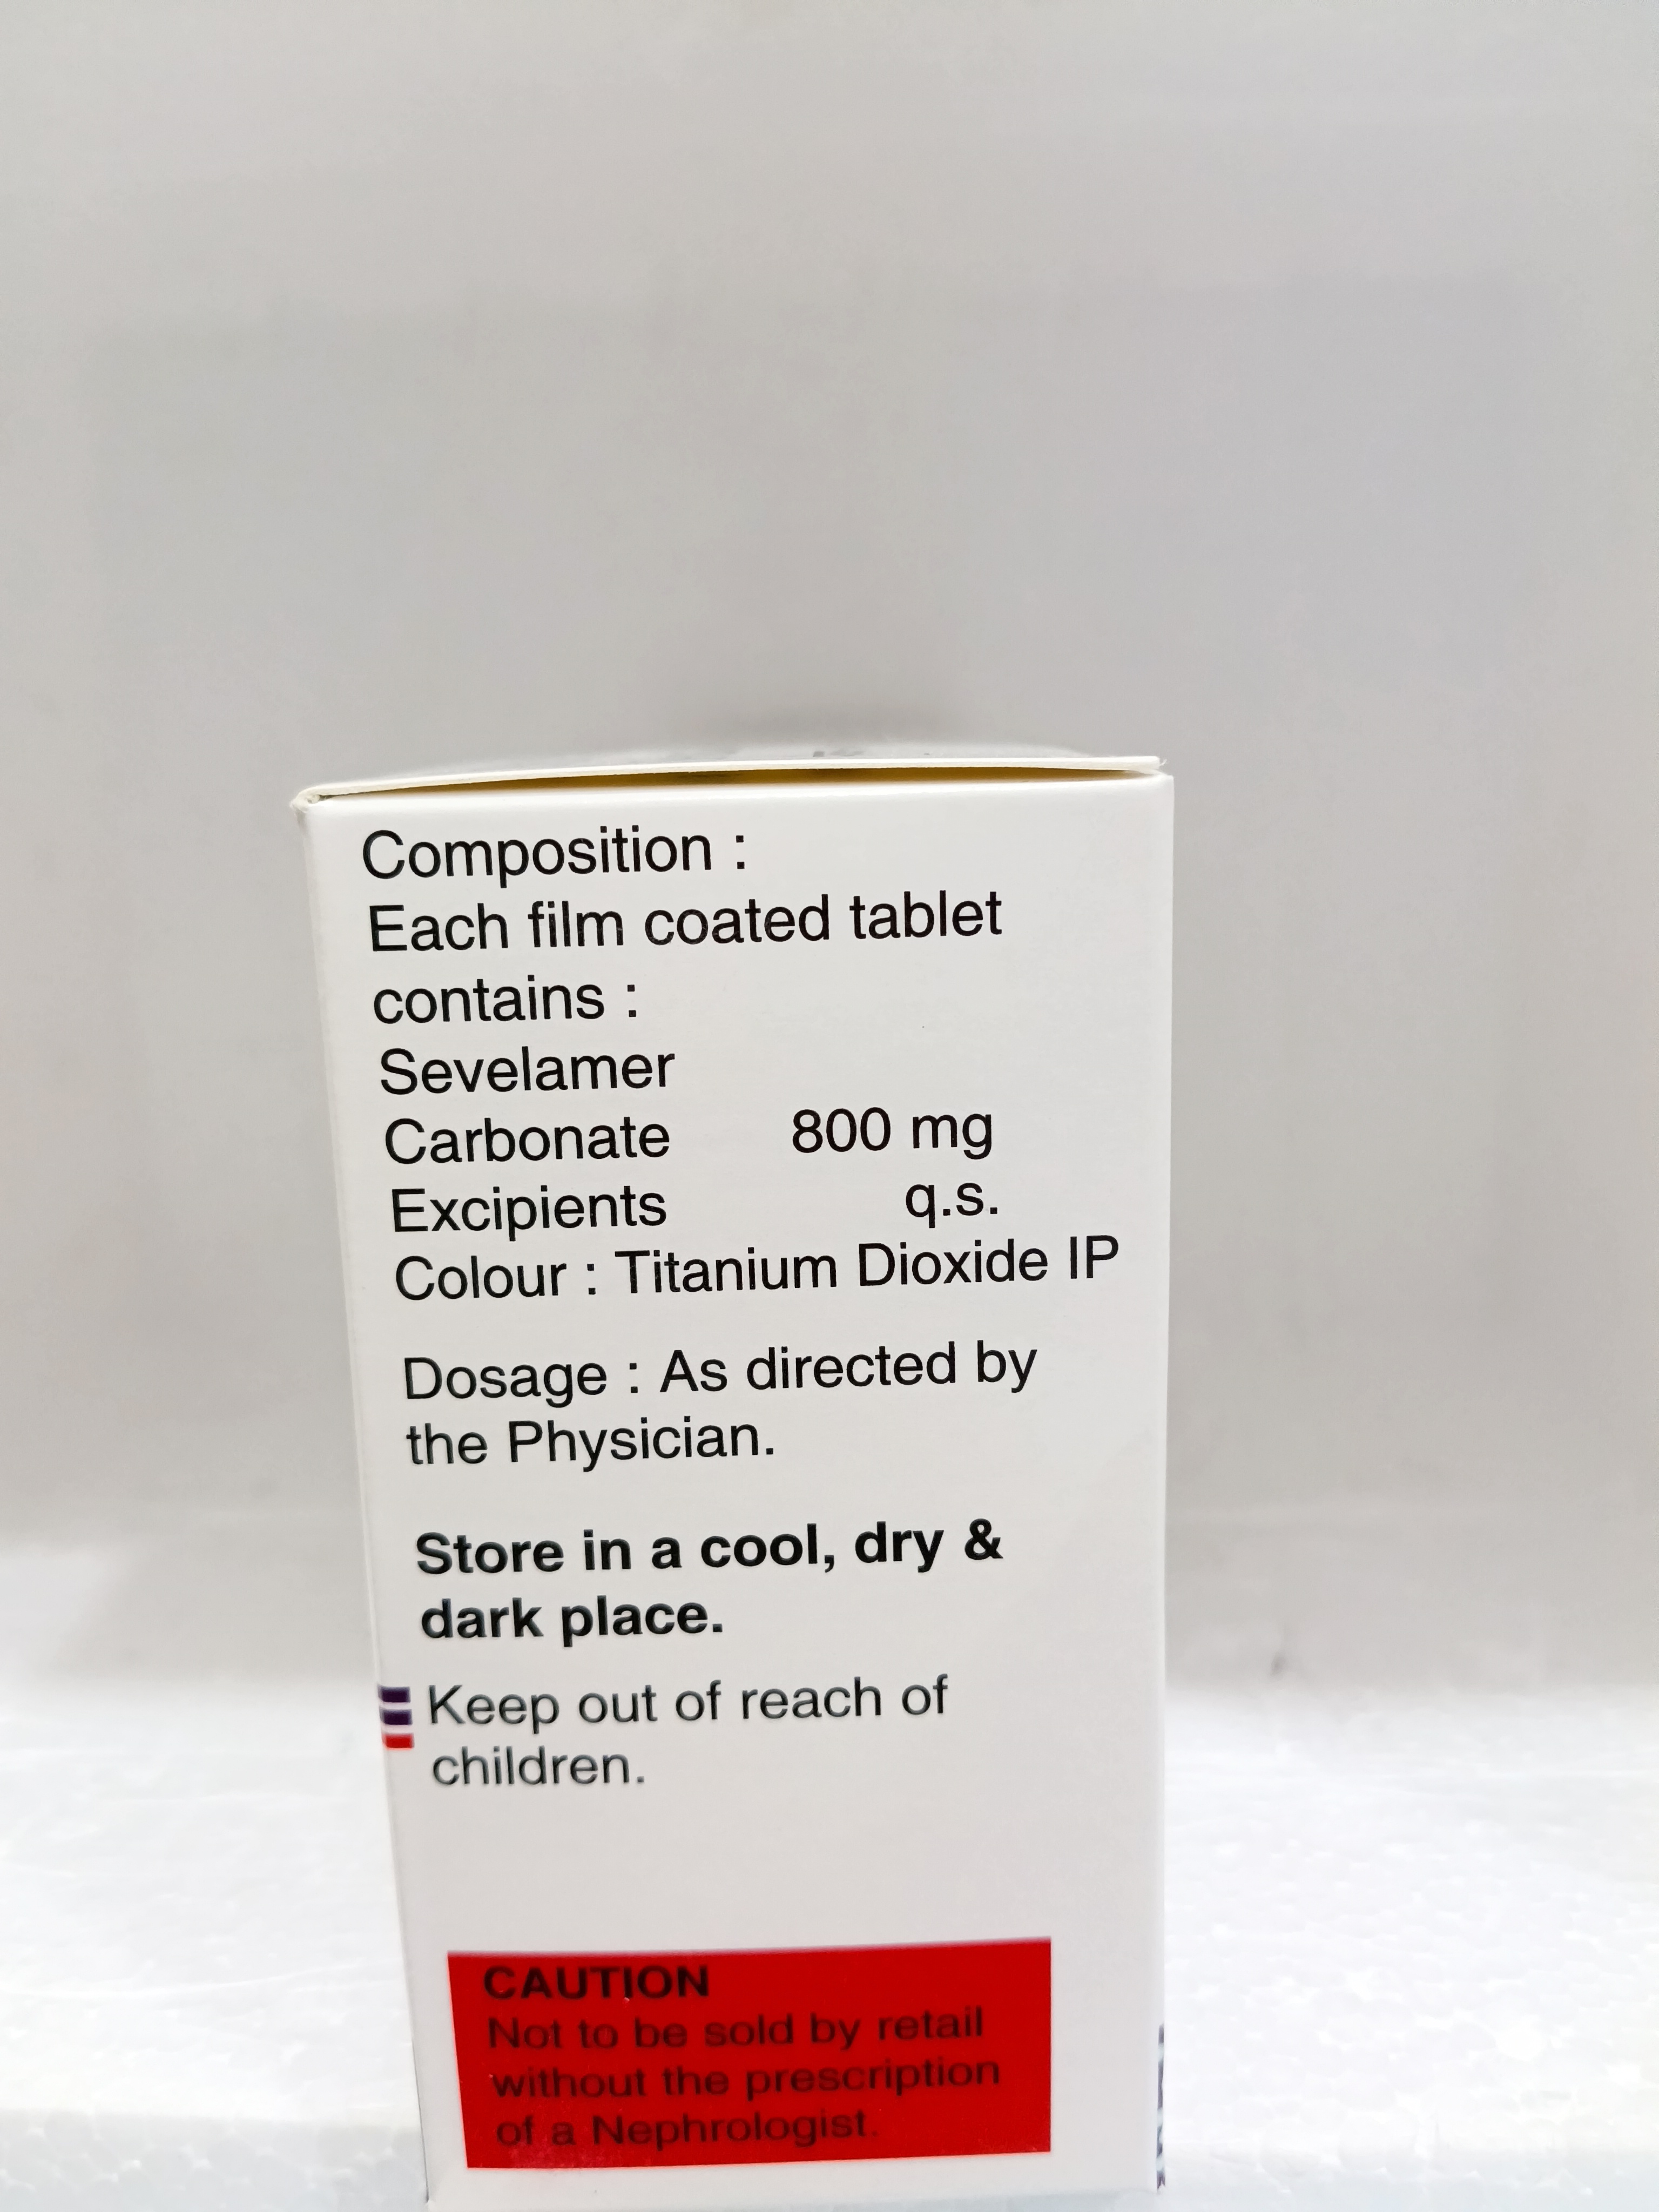 Composition :
Each film coated tablet
contains :
Sevelamer
Carbonate 800 mg
Excipients q.s.
Colour : Titanium Dioxide IP
Dosage : As directed by
the Physician.
Store in a cool, dry &
dark place.
Keep out of reach of
children.
CAUTION
Not to be sold by retail
without the prescription
of a Nephrologist.